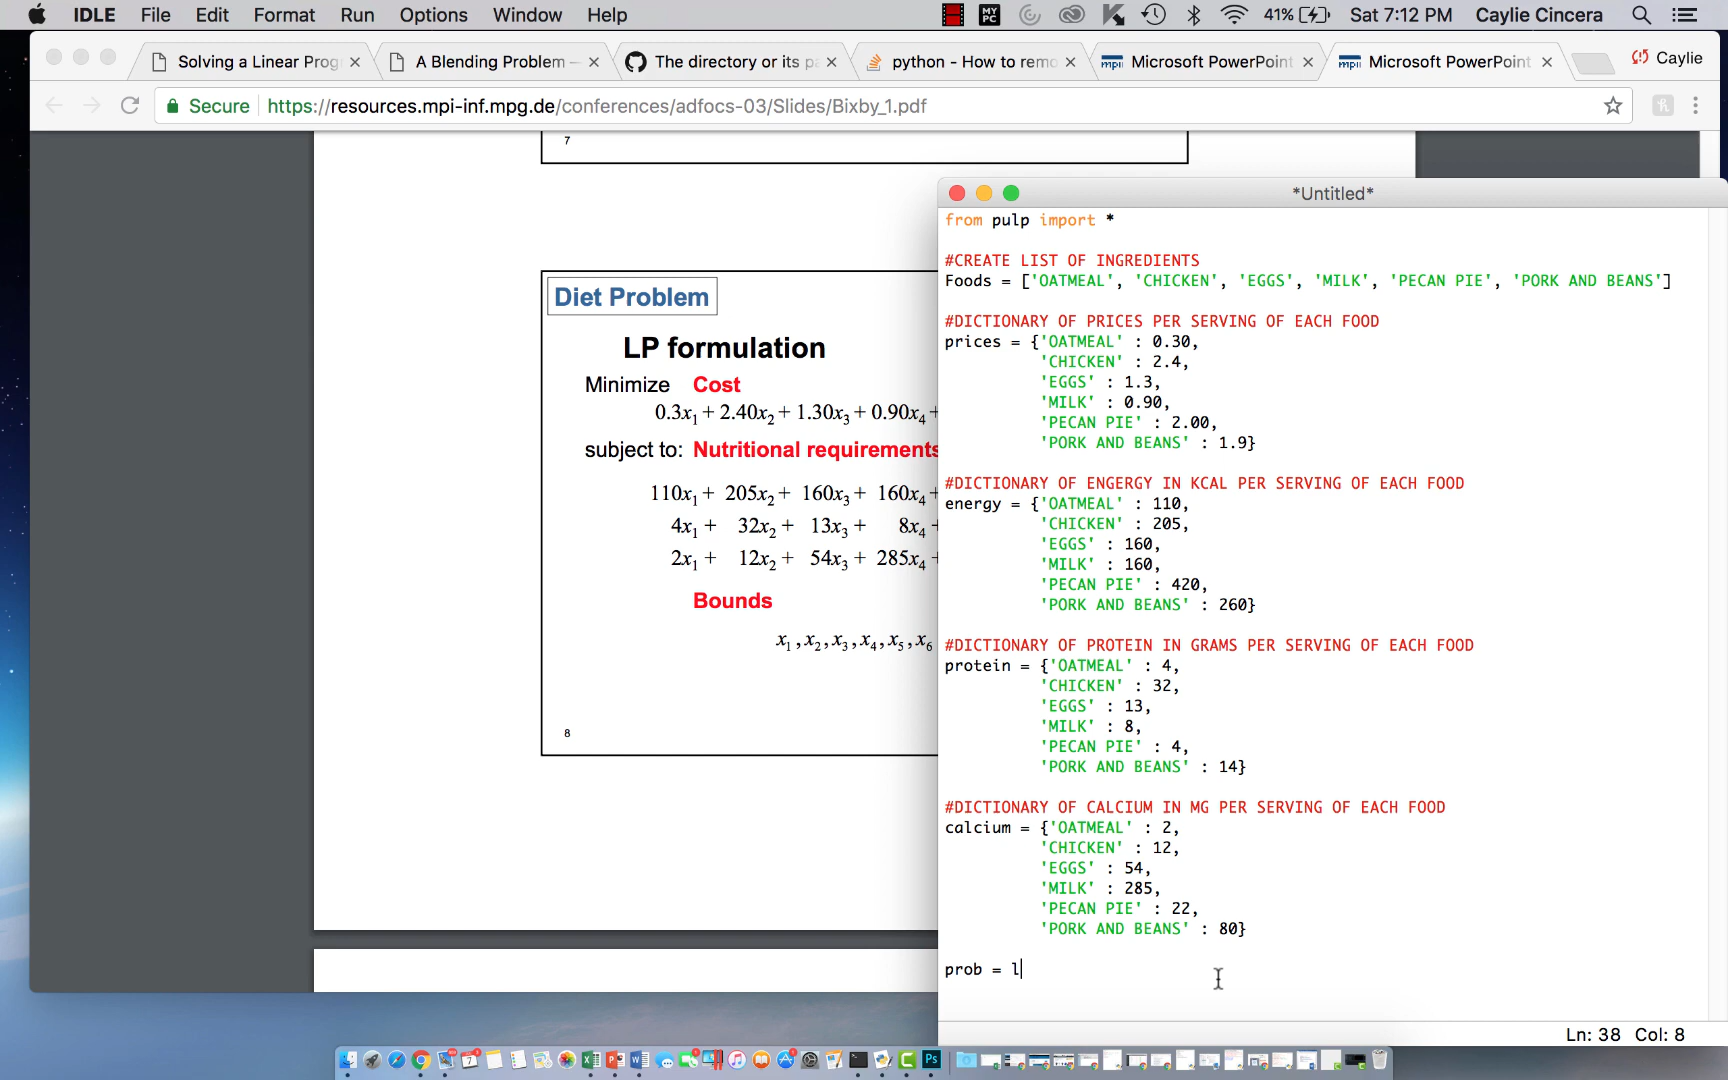 IDLE File Edit Format Run Options Window Help MY PC 41% Sat 7:12 PM Caylie Cincera
Solving a Linear Prog A Blending Problem — The directory or its pa python - How to remo mpii Microsoft PowerPoint mpii Microsoft PowerPoint Caylie
Secure https://resources.mpi-inf.mpg.de/conferences/adfocs-03/Slides/Bixby_1.pdf
7
Diet Problem
LP formulation
Minimize Cost
0.3x1 + 2.40x2 + 1.30x3 + 0.90x4 +
subject to: Nutritional requirements
110x1 + 205x2 + 160x3 + 160x4 +
4x1 + 32x2 + 13x3 + 8x4 +
2x1 + 12x2 + 54x3 + 285x4 +
Bounds
x1 , x2 , x3 , x4 , x5 , x6
8
*Untitled*
from pulp import *
#CREATE LIST OF INGREDIENTS
Foods = ['OATMEAL', 'CHICKEN', 'EGGS', 'MILK', 'PECAN PIE', 'PORK AND BEANS']
#DICTIONARY OF PRICES PER SERVING OF EACH FOOD
prices = {'OATMEAL' : 0.30,
'CHICKEN' : 2.4,
'EGGS' : 1.3,
'MILK' : 0.90,
'PECAN PIE' : 2.00,
'PORK AND BEANS' : 1.9}
#DICTIONARY OF ENGERGY IN KCAL PER SERVING OF EACH FOOD
energy = {'OATMEAL' : 110,
'CHICKEN' : 205,
'EGGS' : 160,
'MILK' : 160,
'PECAN PIE' : 420,
'PORK AND BEANS' : 260}
#DICTIONARY OF PROTEIN IN GRAMS PER SERVING OF EACH FOOD
protein = {'OATMEAL' : 4,
'CHICKEN' : 32,
'EGGS' : 13,
'MILK' : 8,
'PECAN PIE' : 4,
'PORK AND BEANS' : 14}
#DICTIONARY OF CALCIUM IN MG PER SERVING OF EACH FOOD
calcium = {'OATMEAL' : 2,
'CHICKEN' : 12,
'EGGS' : 54,
'MILK' : 285,
'PECAN PIE' : 22,
'PORK AND BEANS' : 80}
prob = l
Ln: 38 Col: 8
Ps